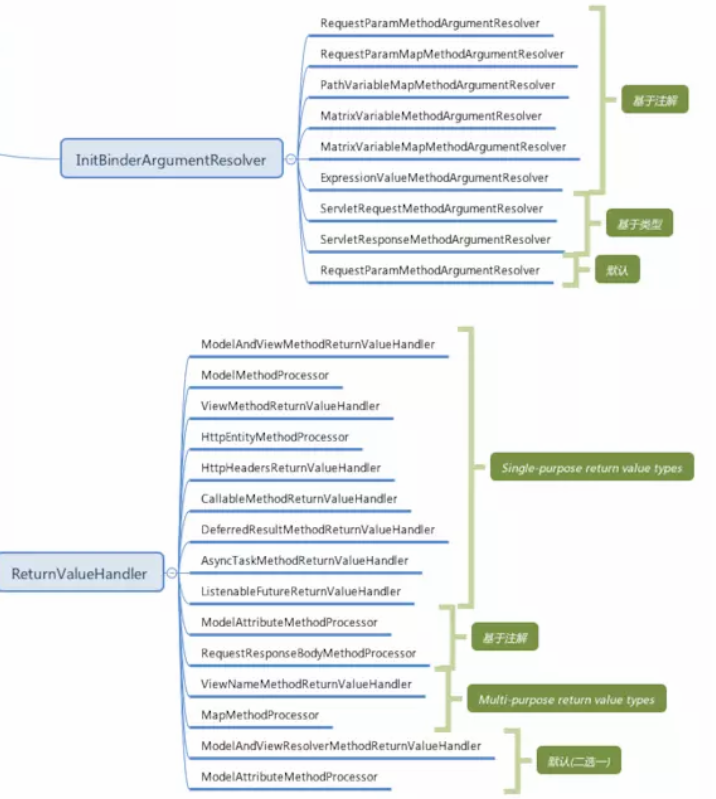 RequestParamMethodArgumentResolver
RequestParamMapMethodArgumentResolver
PathVariableMapMethodArgumentResolver
MatrixVariableMethodArgumentResolver
MatrixVariableMapMethodArgumentResolver
ExpressionValueMethodArgumentResolver
ServletRequestMethodArgumentResolver
ServletResponseMethodArgumentResolver
RequestParamMethodArgumentResolver
InitBinderArgumentResolver
基于注解
基于类型
默认
ModelAndViewMethodReturnValueHandler
ModelMethodProcessor
ViewMethodReturnValueHandler
HttpEntityMethodProcessor
HttpHeadersReturnValueHandler
CallableMethodReturnValueHandler
DeferredResultMethodReturnValueHandler
AsyncTaskMethodReturnValueHandler
ListenableFutureReturnValueHandler
ModelAttributeMethodProcessor
RequestResponseBodyMethodProcessor
ViewNameMethodReturnValueHandler
MapMethodProcessor
ModelAndViewResolverMethodReturnValueHandler
ModelAttributeMethodProcessor
ReturnValueHandler
Single-purpose return value types
基于注解
Multi-purpose return value types
默认(二选一)